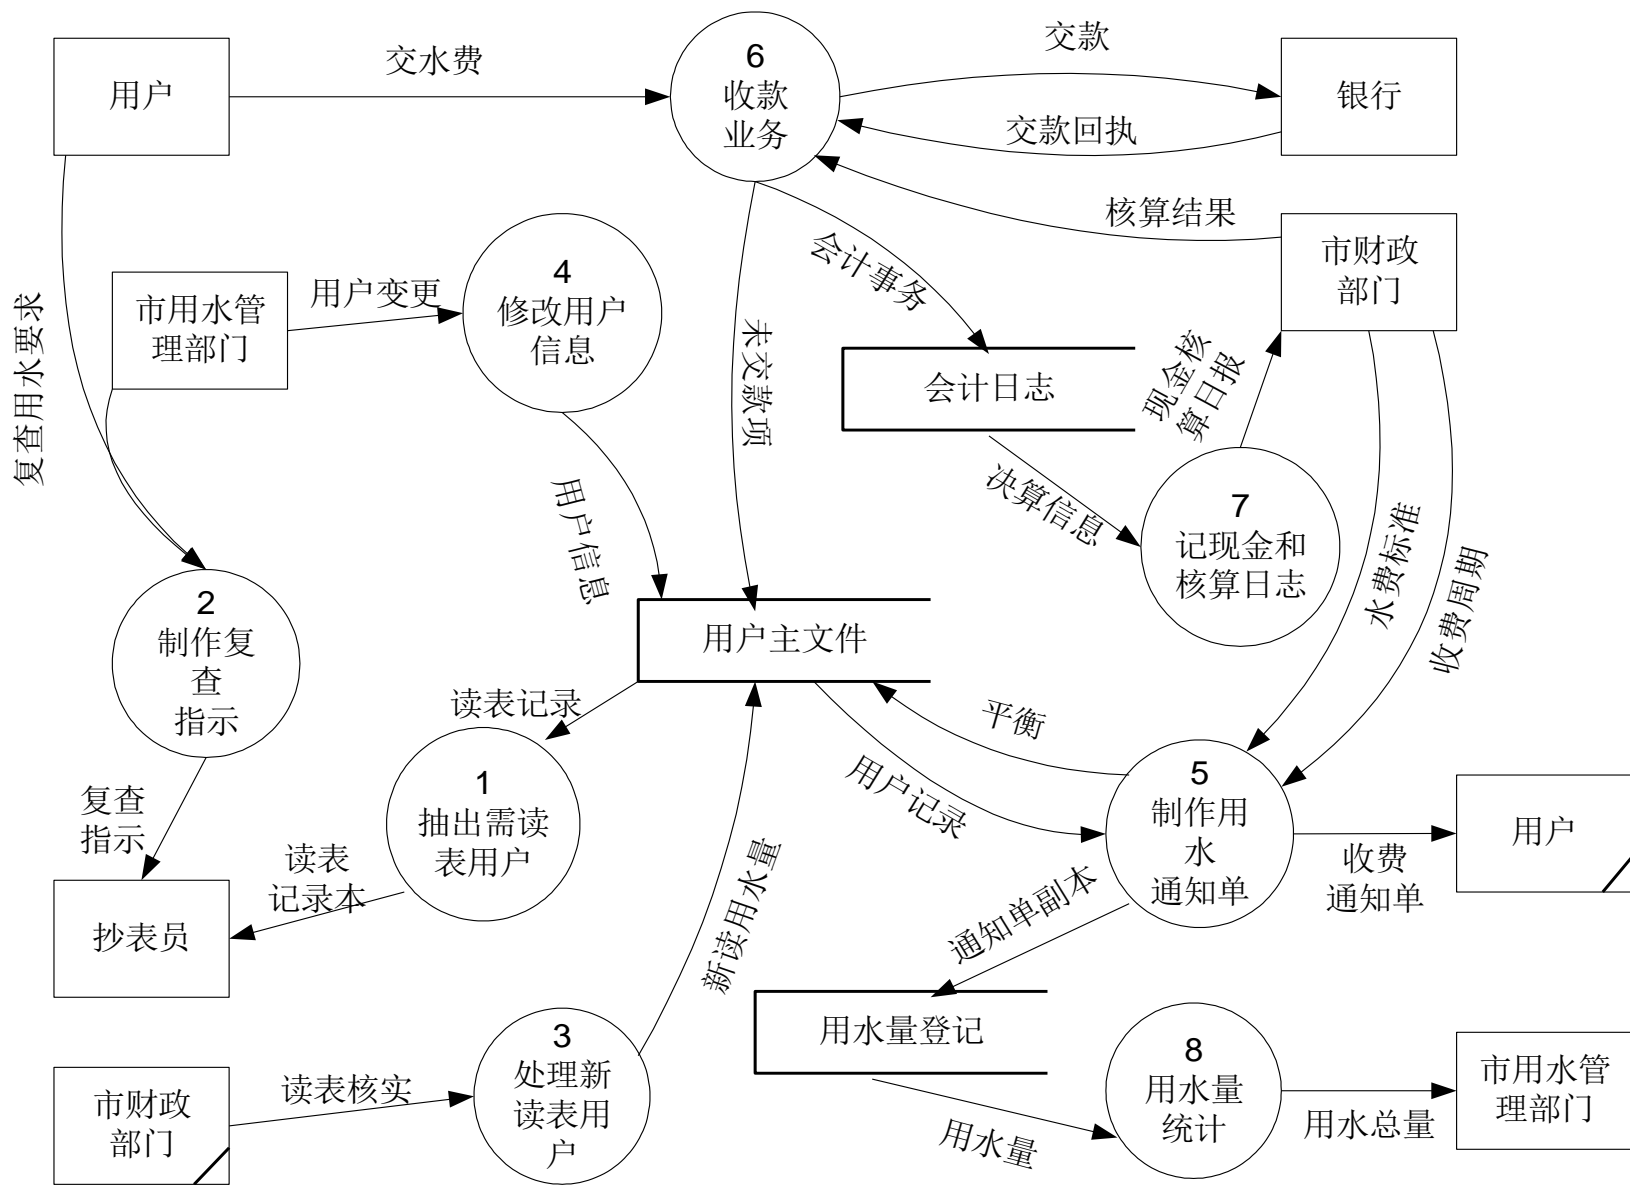 用户
交水费
6
收款
业务
交款
银行
交款回执
核算结果
市财政
部门
会计事务
4
修改用户
信息
用户变更
市用水管
理部门
复查用水要求
未交款项
会计日志
现金核
算日报
决算信息
7
记现金和
核算日志
水费标准
收费周期
用户信息
2
制作复
查
指示
用户主文件
读表记录
平衡
用户记录
1
抽出需读
表用户
5
制作用
水
通知单
用户
收费
通知单
复查
指示
读表
记录本
抄表员
新读用水量
通知单副本
用水量登记
3
处理新
读表用
户
读表核实
市财政
部门
8
用水量
统计
用水量
用水总量
市用水管
理部门